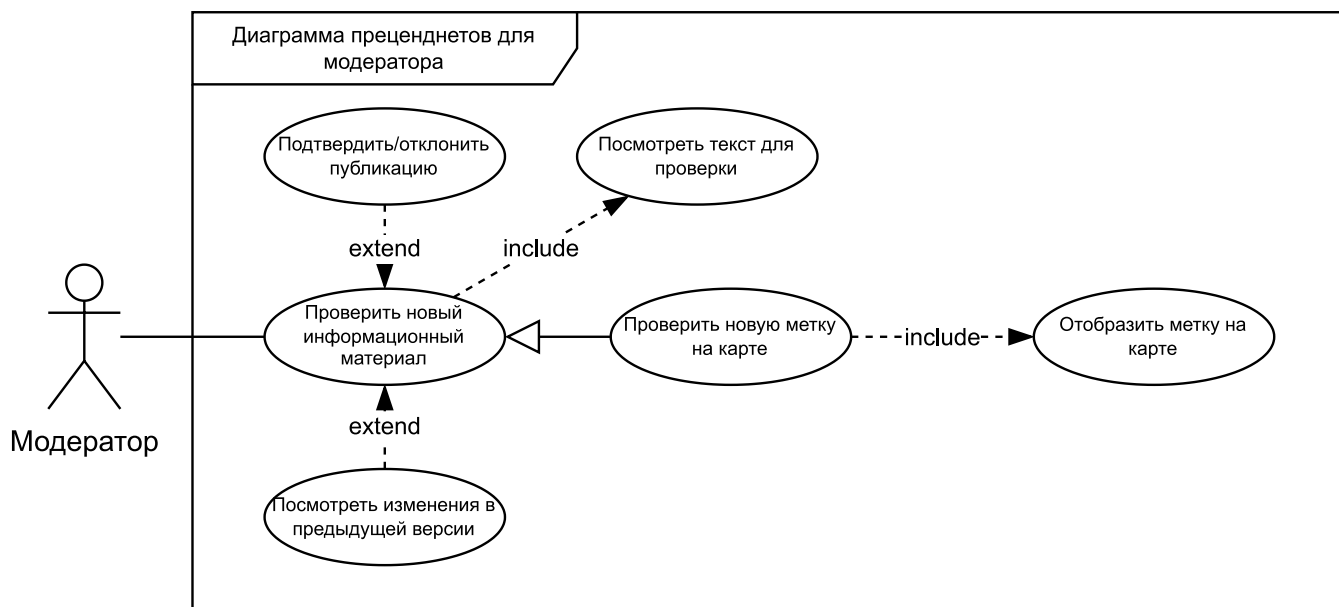 Диаграмма преценднетов для
модератора
Подтвердить/отклонить
публикацию
Посмотреть текст для
проверки
extend
include
Проверить новый
информационный
материал
Проверить новую метку
на карте
include
Отобразить метку на
карте
Модератор
extend
Посмотреть изменения в
предыдущей версии